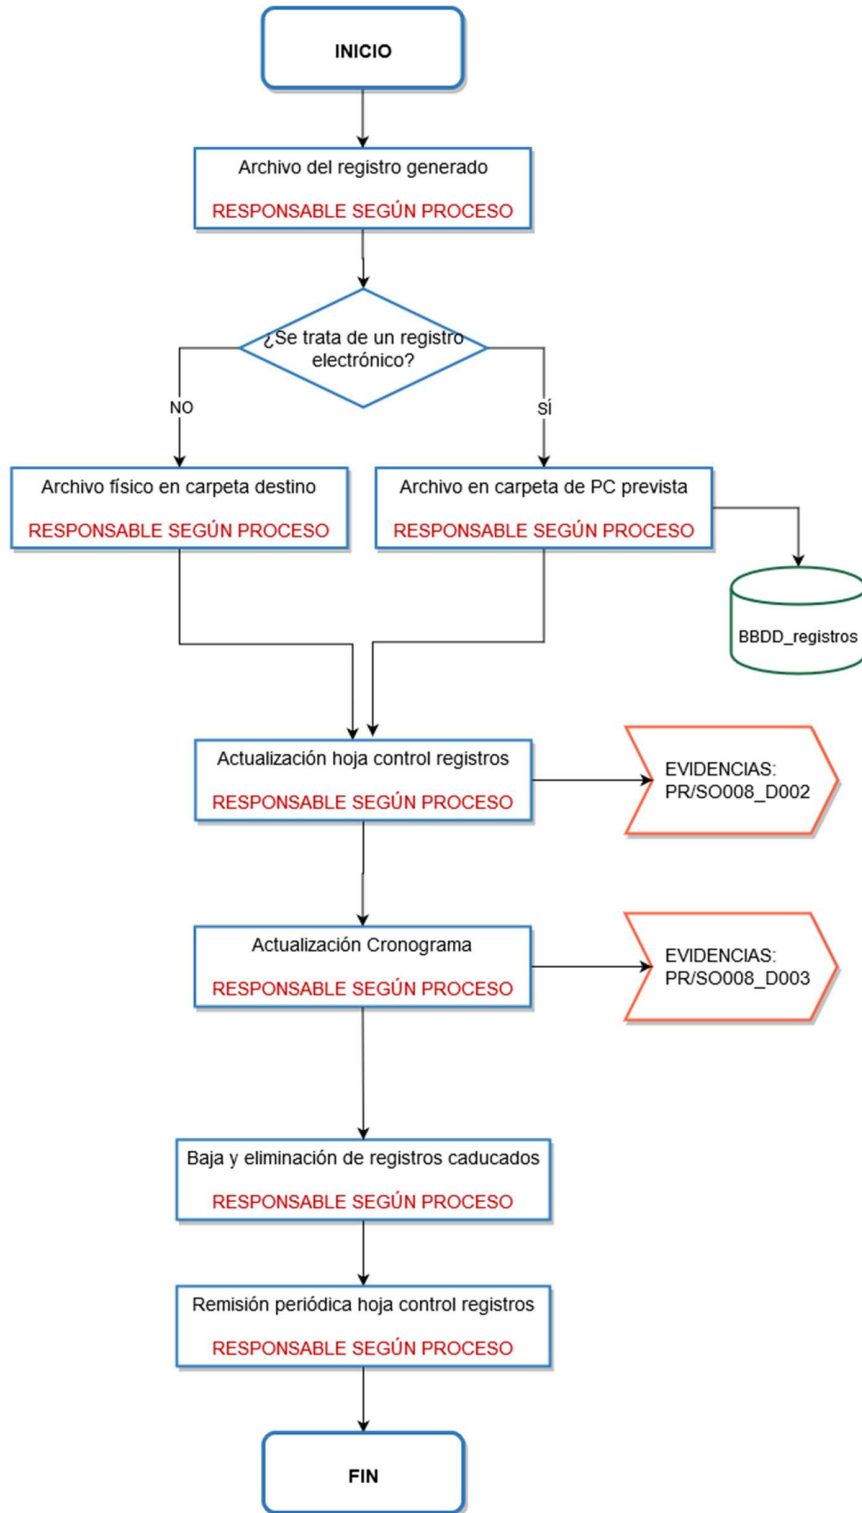 INICIO
Archivo del registro generado
RESPONSABLE SEGÚN PROCESO
¿Se trata de un registro
electrónico?
NO
SÍ
Archivo físico en carpeta destino
RESPONSABLE SEGÚN PROCESO
Archivo en carpeta de PC prevista
RESPONSABLE SEGÚN PROCESO
BBDD_registros
Actualización hoja control registros
RESPONSABLE SEGÚN PROCESO
EVIDENCIAS:
PR/SO008_D002
Actualización Cronograma
RESPONSABLE SEGÚN PROCESO
EVIDENCIAS:
PR/SO008_D003
Baja y eliminación de registros caducados
RESPONSABLE SEGÚN PROCESO
Remisión periódica hoja control registros
RESPONSABLE SEGÚN PROCESO
FIN